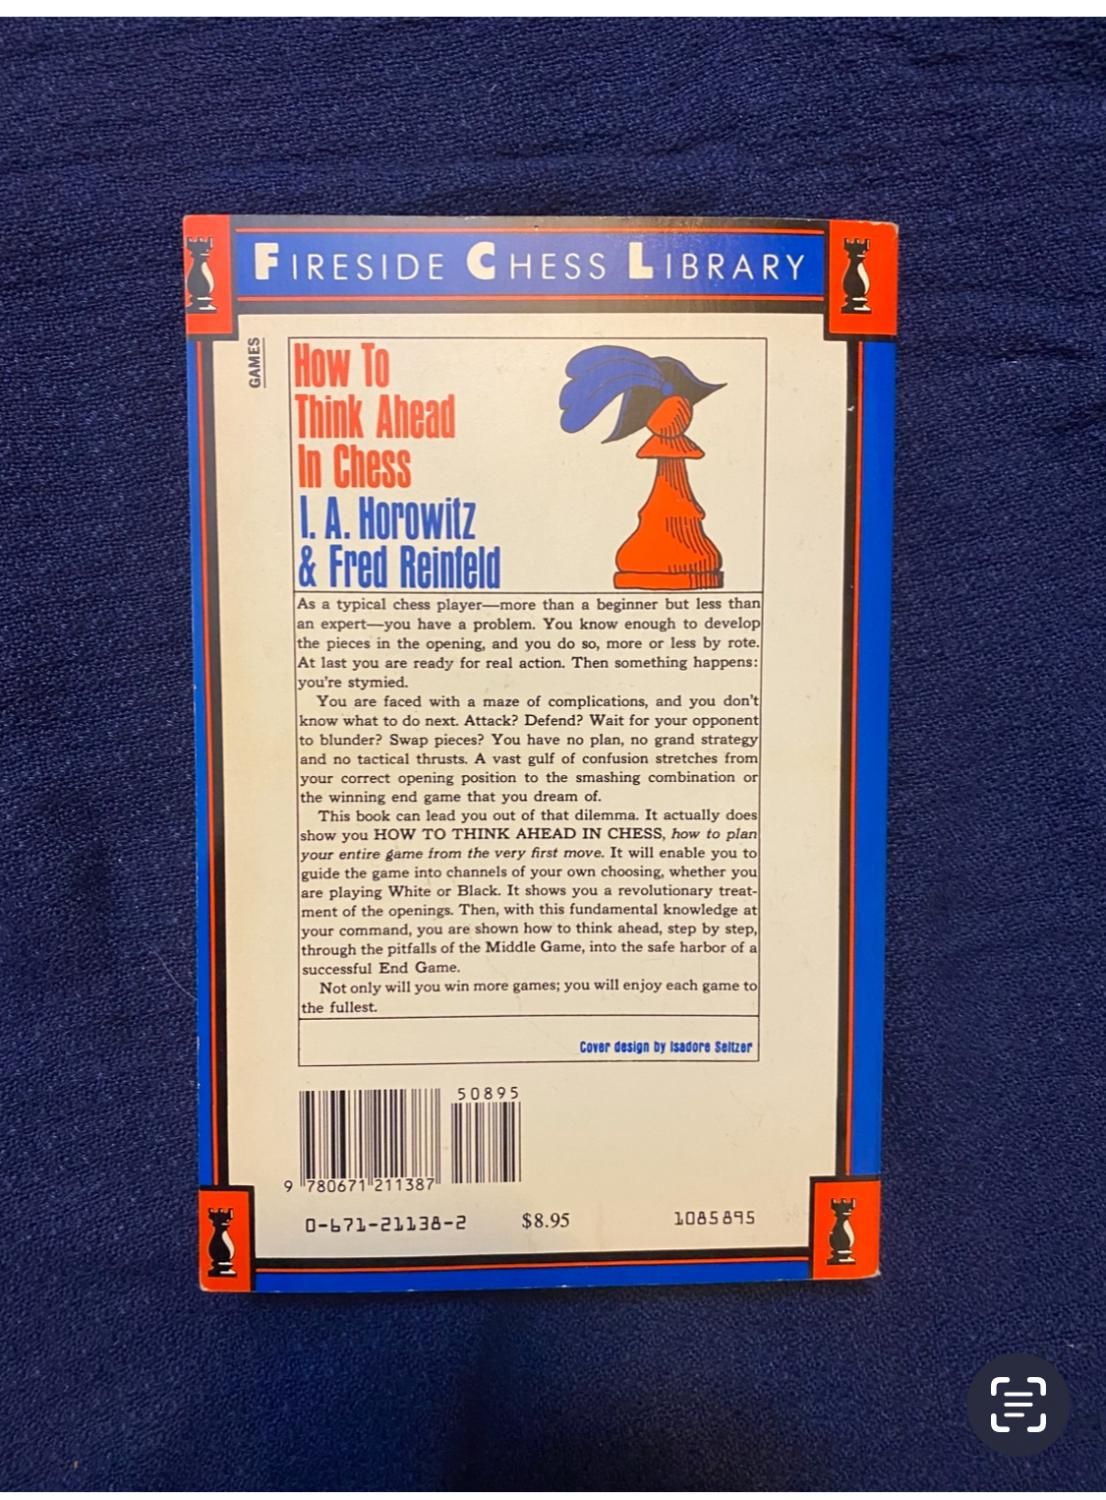 FIRESIDE CHESS LIBRARY
GAMES
How To
Think Ahead
In Chess
I. A. Horowitz
& Fred Reinfeld
As a typical chess player—more than a beginner but less than
an expert—you have a problem. You know enough to develop
the pieces in the opening, and you do so, more or less by rote.
At last you are ready for real action. Then something happens:
you're stymied.
You are faced with a maze of complications, and you don't
know what to do next. Attack? Defend? Wait for your opponent
to blunder? Swap pieces? You have no plan, no grand strategy
and no tactical thrusts. A vast gulf of confusion stretches from
your correct opening position to the smashing combination or
the winning end game that you dream of.
This book can lead you out of that dilemma. It actually does
show you HOW TO THINK AHEAD IN CHESS, how to plan
your entire game from the very first move. It will enable you to
guide the game into channels of your own choosing, whether you
are playing White or Black. It shows you a revolutionary treat-
ment of the openings. Then, with this fundamental knowledge at
your command, you are shown how to think ahead, step by step,
through the pitfalls of the Middle Game, into the safe harbor of a
successful End Game.
Not only will you win more games; you will enjoy each game to
the fullest.
Cover design by Isadore Seltzer
50895
9 780671 211387
0-671-21138-2 $8.95 1085895